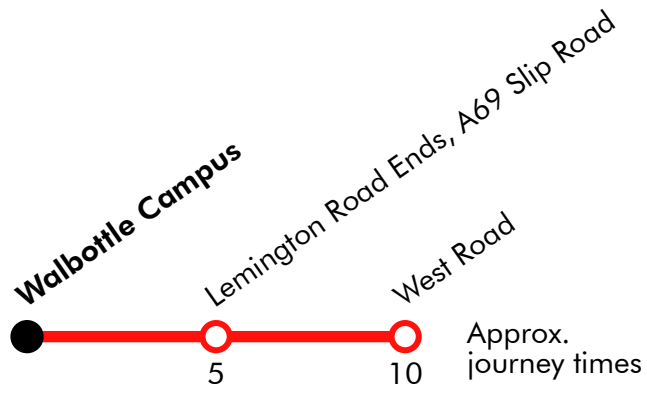 Walbottle Campus
Lemington Road Ends, A69 Slip Road
West Road
5
10
Approx.
journey times